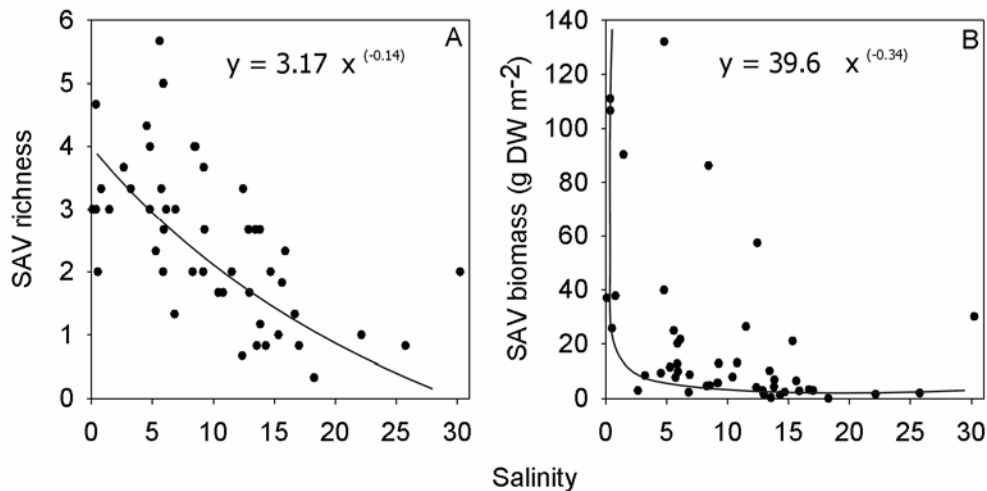 A
y = 3.17 x (-0.14)
SAV richness
6
5
4
3
2
1
0
0 5 10 15 20 25 30
B
y = 39.6 x (-0.34)
SAV biomass (g DW m-2)
140
120
100
80
60
40
20
0
0 5 10 15 20 25 30
Salinity